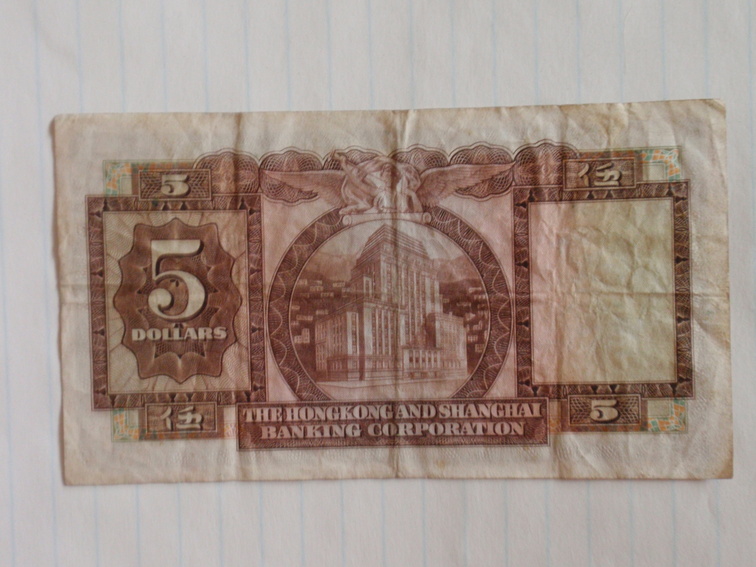 5
伍
5
DOLLARS
伍
THE HONGKONG AND SHANGHAI
BANKING CORPORATION
5